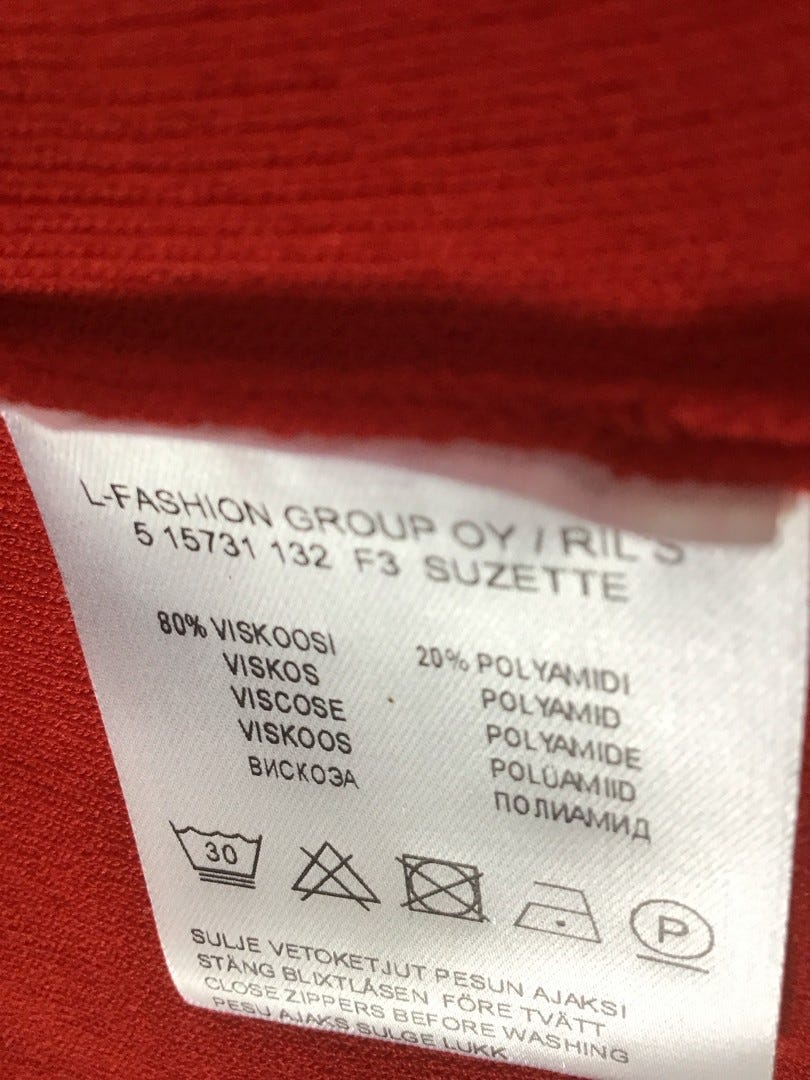 L-FASHION GROUP OY / RIL'S
5 15731 132 F3 SUZETTE
80% VISKOOSI
VISKOS
VISCOSE
VISKOOS
ВИСКОЗА
20% POLYAMIDI
POLYAMID
POLYAMIDE
POLÜAMIID
ПОЛИАМИД
30
P
SULJE VETOKETJUT PESUN AJAKSI
STÄNG BLIXTLÅSEN FÖRE TVÄTT
CLOSE ZIPPERS BEFORE WASHING
PESU AJAKS SULGE LUKK